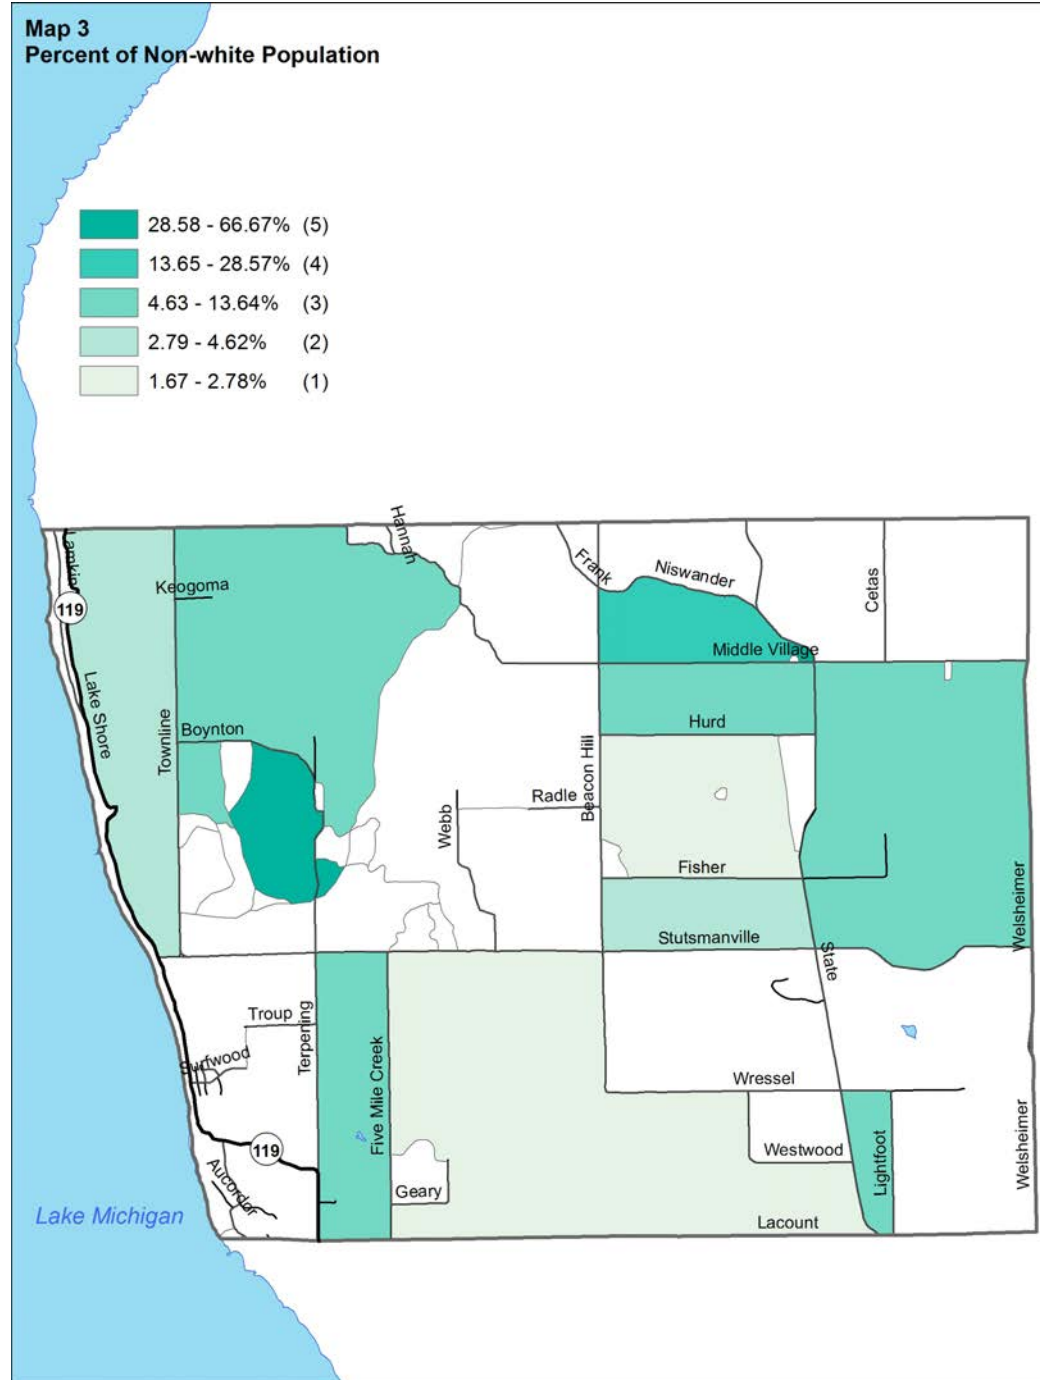 Map 3
Percent of Non-white Population
28.58 - 66.67% (5)
13.65 - 28.57% (4)
4.63 - 13.64% (3)
2.79 - 4.62% (2)
1.67 - 2.78% (1)
Lamkin
Hannah
Frank
Niswander
Cetas
Keogoma
119
Middle Village
Lake Shore
Townline
Boynton
Hurd
Beacon Hill
Radle
Webb
Fisher
Welsheimer
Stutsmanville
State
Troup
Terpening
Surfwood
Five Mile Creek
Wressel
119
Westwood
Lightfoot
Welsheimer
Aucordor
Geary
Lake Michigan
Lacount